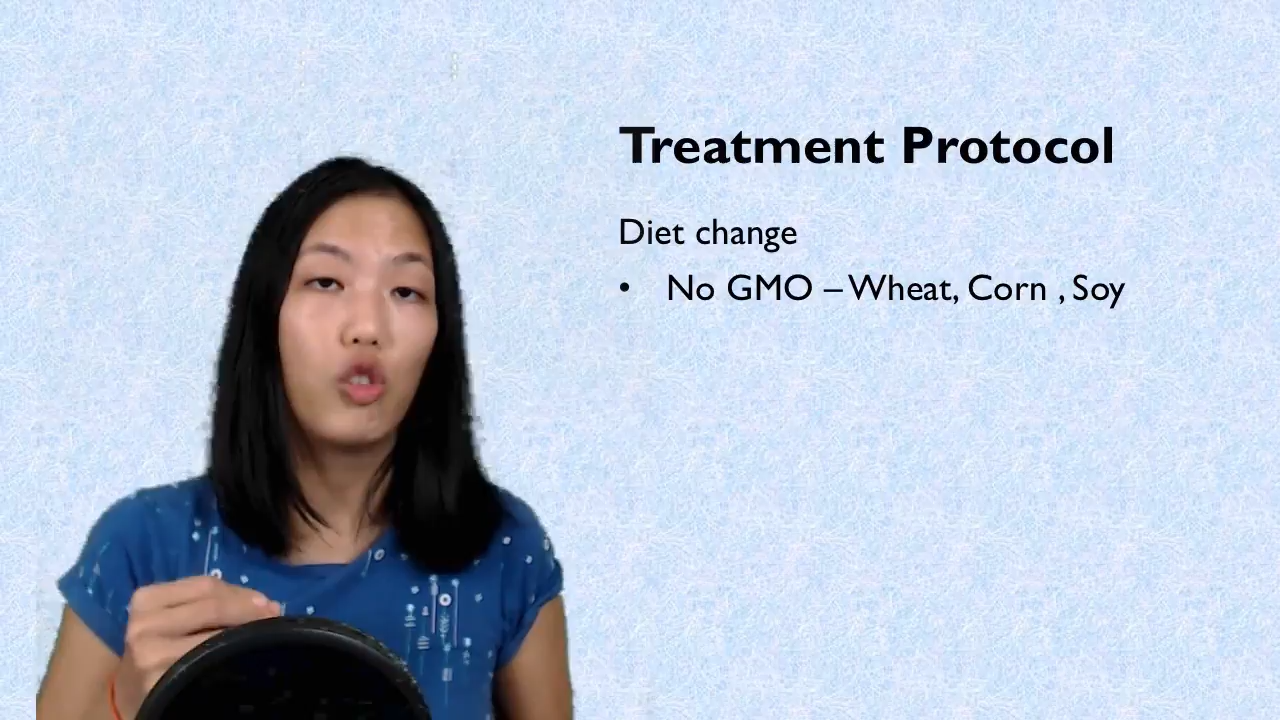 Treatment Protocol
Diet change
• No GMO – Wheat, Corn , Soy